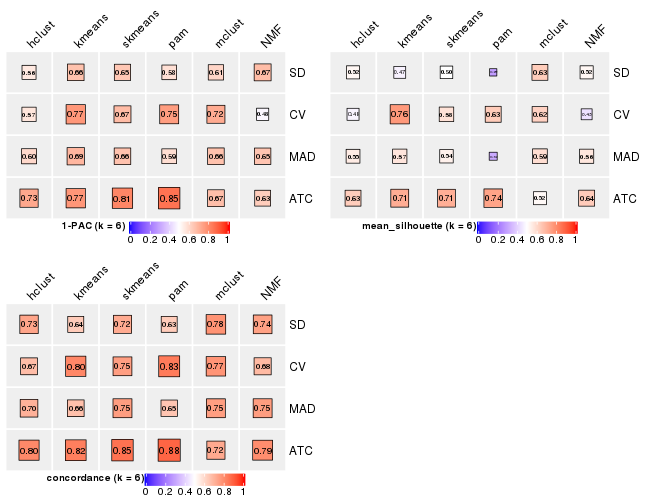 hclust kmeans skmeans pam mclust NMF
0.56 0.66 0.65 0.58 0.61 0.67 SD
0.57 0.77 0.67 0.75 0.72 0.48 CV
0.60 0.69 0.66 0.59 0.66 0.65 MAD
0.73 0.77 0.81 0.85 0.67 0.63 ATC
1-PAC (k = 6)
0 0.2 0.4 0.6 0.8 1
hclust kmeans skmeans pam mclust NMF
0.52 0.47 0.50 0.63 0.52 SD
0.41 0.76 0.58 0.63 0.62 CV
0.55 0.57 0.54 0.59 0.56 MAD
0.63 0.71 0.71 0.74 0.52 0.64 ATC
mean_silhouette (k = 6)
0 0.2 0.4 0.6 0.8 1
hclust kmeans skmeans pam mclust NMF
0.73 0.64 0.72 0.63 0.78 0.74 SD
0.67 0.80 0.75 0.83 0.77 0.68 CV
0.70 0.66 0.75 0.65 0.75 0.75 MAD
0.80 0.82 0.85 0.88 0.72 0.79 ATC
concordance (k = 6)
0 0.2 0.4 0.6 0.8 1